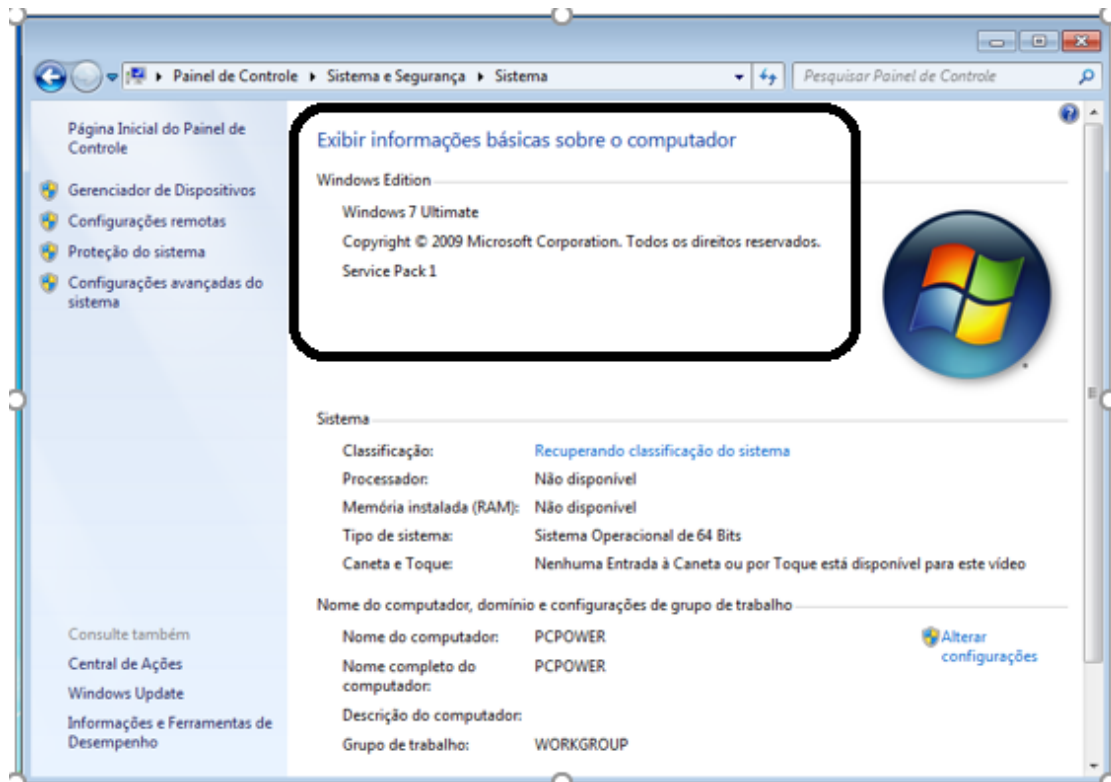 Painel de Controle ▸ Sistema e Segurança ▸ Sistema
Pesquisar Painel de Controle
Página Inicial do Painel de
Controle
Gerenciador de Dispositivos
Configurações remotas
Proteção do sistema
Configurações avançadas do
sistema
Consulte também
Central de Ações
Windows Update
Informações e Ferramentas de
Desempenho
Exibir informações básicas sobre o computador
Windows Edition
Windows 7 Ultimate
Copyright © 2009 Microsoft Corporation. Todos os direitos reservados.
Service Pack 1
Sistema
Classificação: Recuperando classificação do sistema
Processador: Não disponível
Memória instalada (RAM): Não disponível
Tipo de sistema: Sistema Operacional de 64 Bits
Caneta e Toque: Nenhuma Entrada à Caneta ou por Toque está disponível para este vídeo
Nome do computador, domínio e configurações de grupo de trabalho
Nome do computador: PCPOWER
Alterar
configurações
Nome completo do PCPOWER
computador:
Descrição do computador:
Grupo de trabalho: WORKGROUP